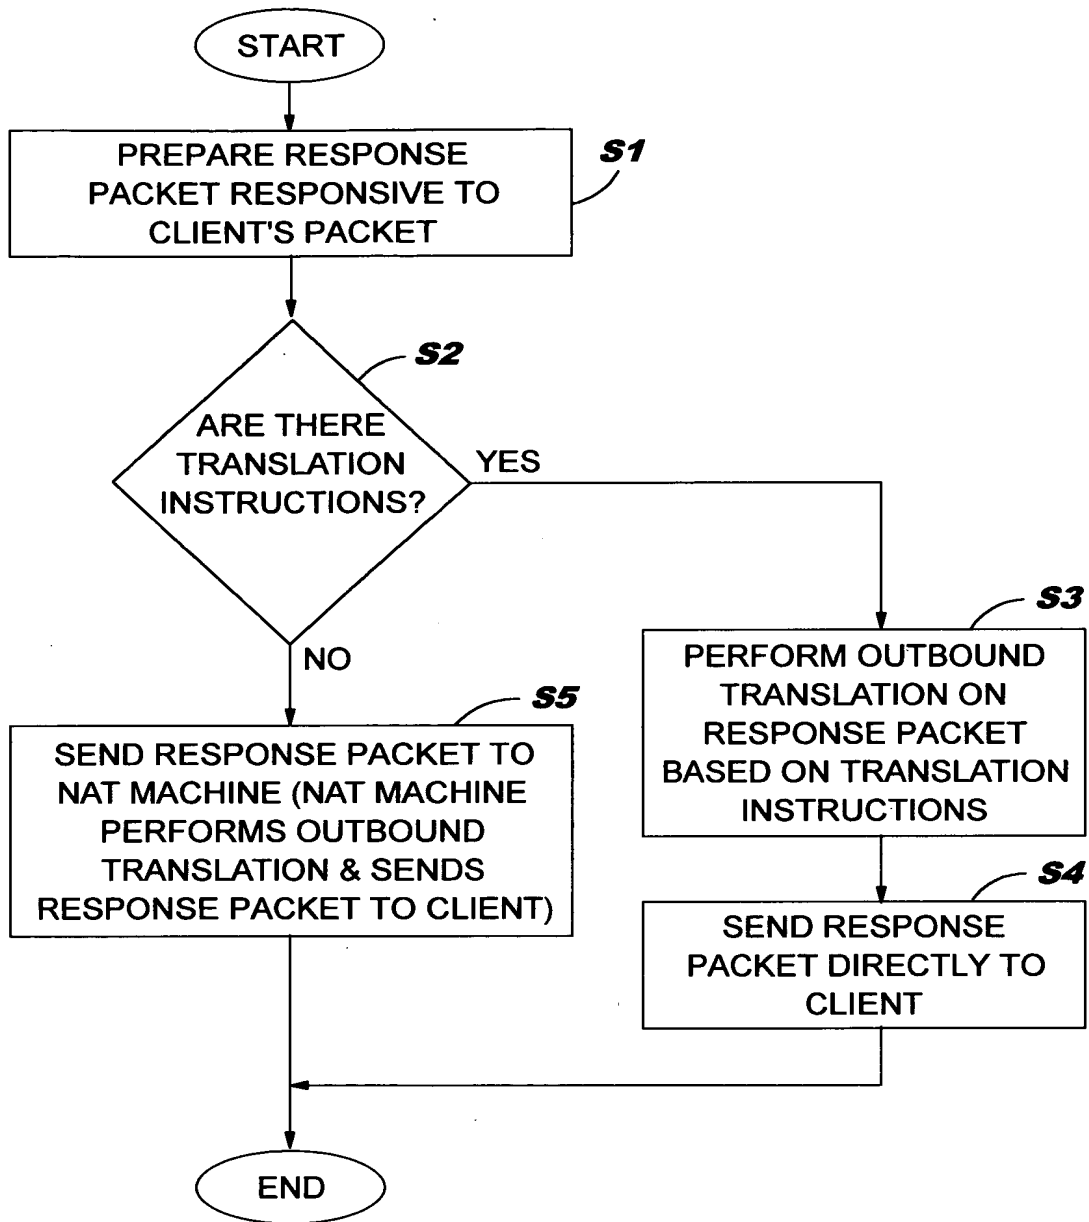 START
PREPARE RESPONSE
PACKET RESPONSIVE TO
CLIENT'S PACKET
S1
S2
ARE THERE
TRANSLATION
INSTRUCTIONS?
YES
NO
S3
PERFORM OUTBOUND
TRANSLATION ON
RESPONSE PACKET
BASED ON TRANSLATION
INSTRUCTIONS
S5
SEND RESPONSE PACKET TO
NAT MACHINE (NAT MACHINE
PERFORMS OUTBOUND
TRANSLATION & SENDS
RESPONSE PACKET TO CLIENT)
S4
SEND RESPONSE
PACKET DIRECTLY TO
CLIENT
END